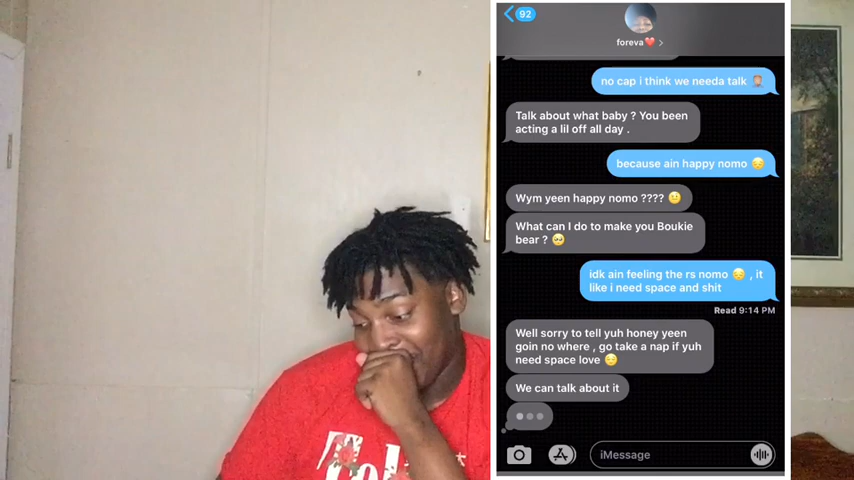 92
foreva❤️ >
no cap i think we needa talk 🤦🏽‍♂️
Talk about what baby ? You been
acting a lil off all day .
because ain happy nomo 😔
Wym yeen happy nomo ???? 🙂
What can I do to make you Boukie
bear ? 🥺
idk ain feeling the rs nomo 😔 , it
like i need space and shit
Read 9:14 PM
Well sorry to tell yuh honey yeen
goin no where , go take a nap if yuh
need space love 😔
We can talk about it
iMessage